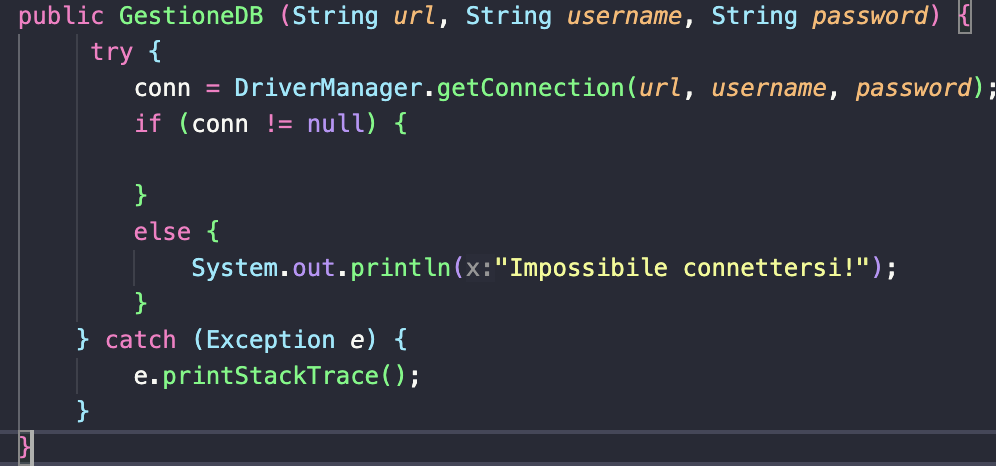 public GestioneDB (String url, String username, String password) {
try {
conn = DriverManager.getConnection(url, username, password);
if (conn != null) {
}
else {
System.out.println(x:"Impossibile connettersi!");
}
} catch (Exception e) {
e.printStackTrace();
}
}